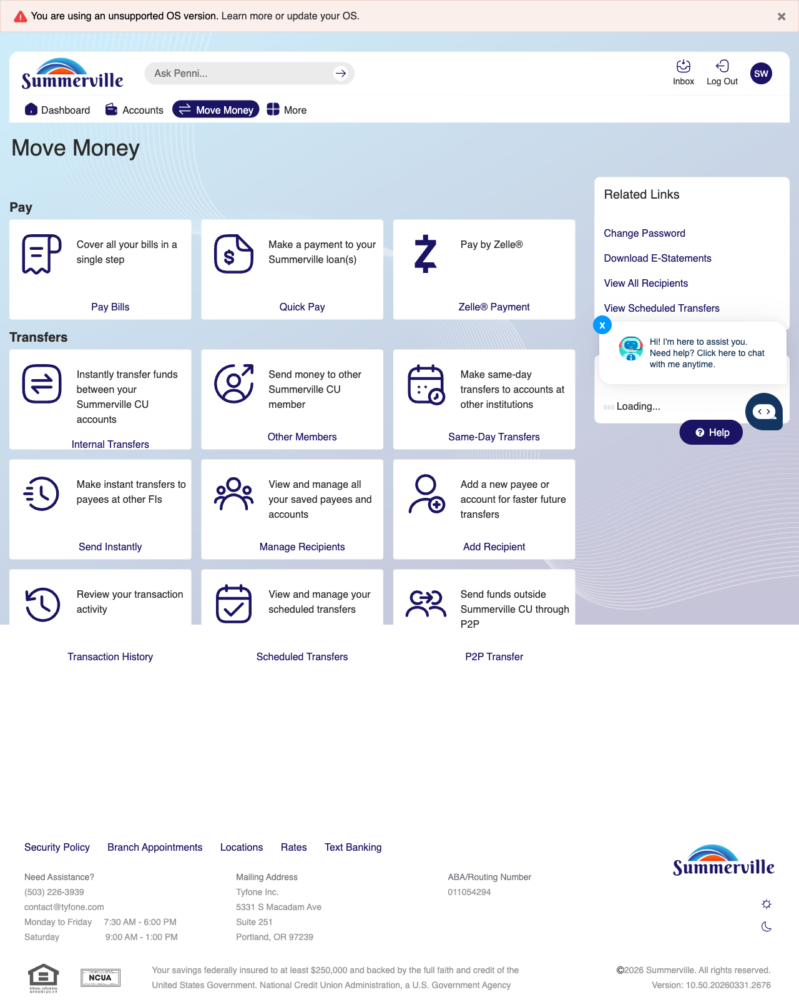 You are using an unsupported OS version. Learn more or update your OS.
Summerville
Ask Penni...
Inbox
Log Out
SW
Dashboard
Accounts
Move Money
More
Move Money
Pay
Cover all your bills in a
single step
Pay Bills
Make a payment to your
Summerville loan(s)
Quick Pay
Pay by Zelle®
Zelle® Payment
Transfers
Instantly transfer funds
between your
Summerville CU
accounts
Internal Transfers
Send money to other
Summerville CU
member
Other Members
Make same-day
transfers to accounts at
other institutions
Same-Day Transfers
Make instant transfers to
payees at other FIs
Send Instantly
View and manage all
your saved payees and
accounts
Manage Recipients
Add a new payee or
account for faster future
transfers
Add Recipient
Review your transaction
activity
Transaction History
View and manage your
scheduled transfers
Scheduled Transfers
Send funds outside
Summerville CU through
P2P
P2P Transfer
Related Links
Change Password
Download E-Statements
View All Recipients
View Scheduled Transfers
X
Hi! I'm here to assist you.
Need help? Click here to chat
with me anytime.
Loading...
Help
Security Policy
Branch Appointments
Locations
Rates
Text Banking
Summerville
Need Assistance?
(503) 226-3939
contact@tyfone.com
Monday to Friday 7:30 AM - 6:00 PM
Saturday 9:00 AM - 1:00 PM
Mailing Address
Tyfone Inc.
5331 S Macadam Ave
Suite 251
Portland, OR 97239
ABA/Routing Number
011054294
EQUAL HOUSING
OPPORTUNITY
NCUA
Your savings federally insured to at least $250,000 and backed by the full faith and credit of the
United States Government. National Credit Union Administration, a U.S. Government Agency
©2026 Summerville. All rights reserved.
Version: 10.50.20260331.2676